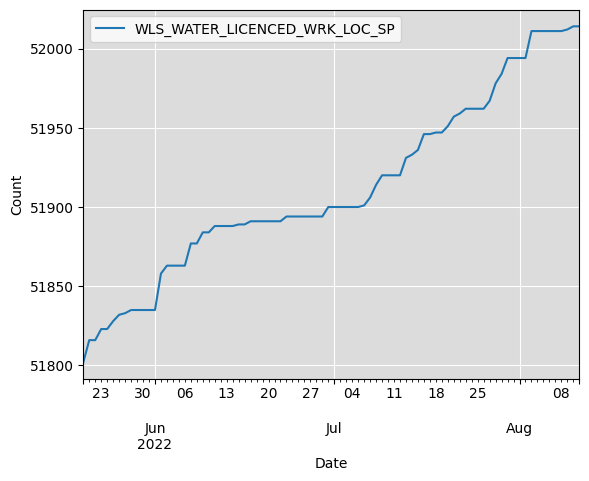 WLS_WATER_LICENCED_WRK_LOC_SP
52000
51950
51900
51850
51800
Count
23 30 06 13 20 27 04 11 18 25 08
Jun Jul Aug
2022
Date